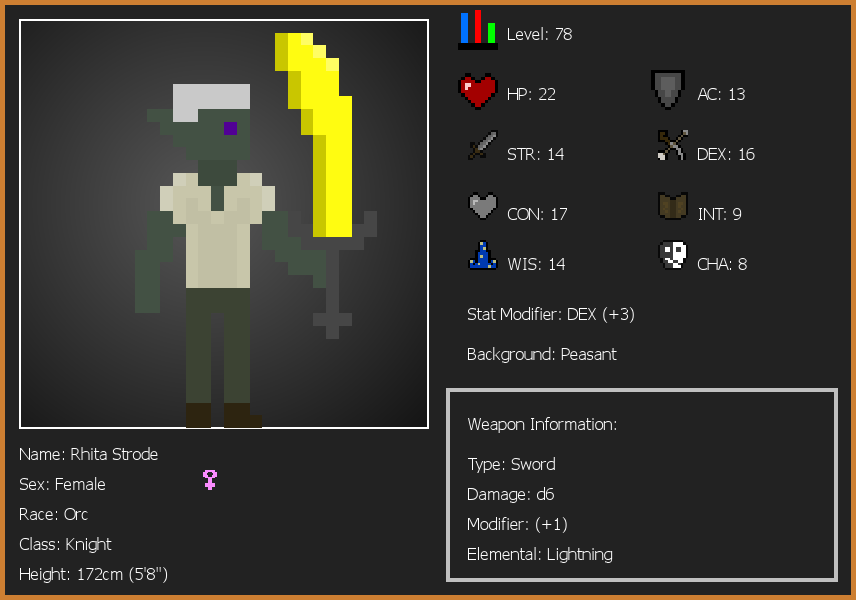 Level: 78
HP: 22
AC: 13
STR: 14
DEX: 16
CON: 17
INT: 9
WIS: 14
CHA: 8
Stat Modifier: DEX (+3)
Background: Peasant
Weapon Information:
Type: Sword
Damage: d6
Modifier: (+1)
Elemental: Lightning
Name: Rhita Strode
Sex: Female
Race: Orc
Class: Knight
Height: 172cm (5'8")